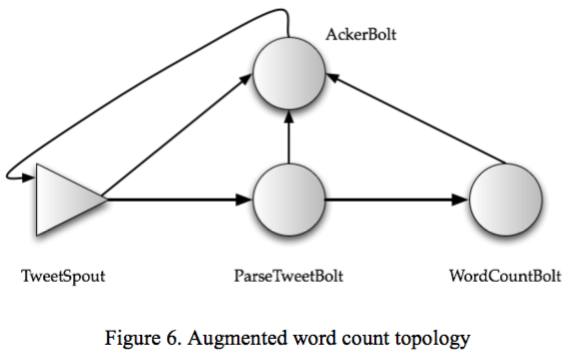 AckerBolt
TweetSpout
ParseTweetBolt
WordCountBolt
Figure 6. Augmented word count topology